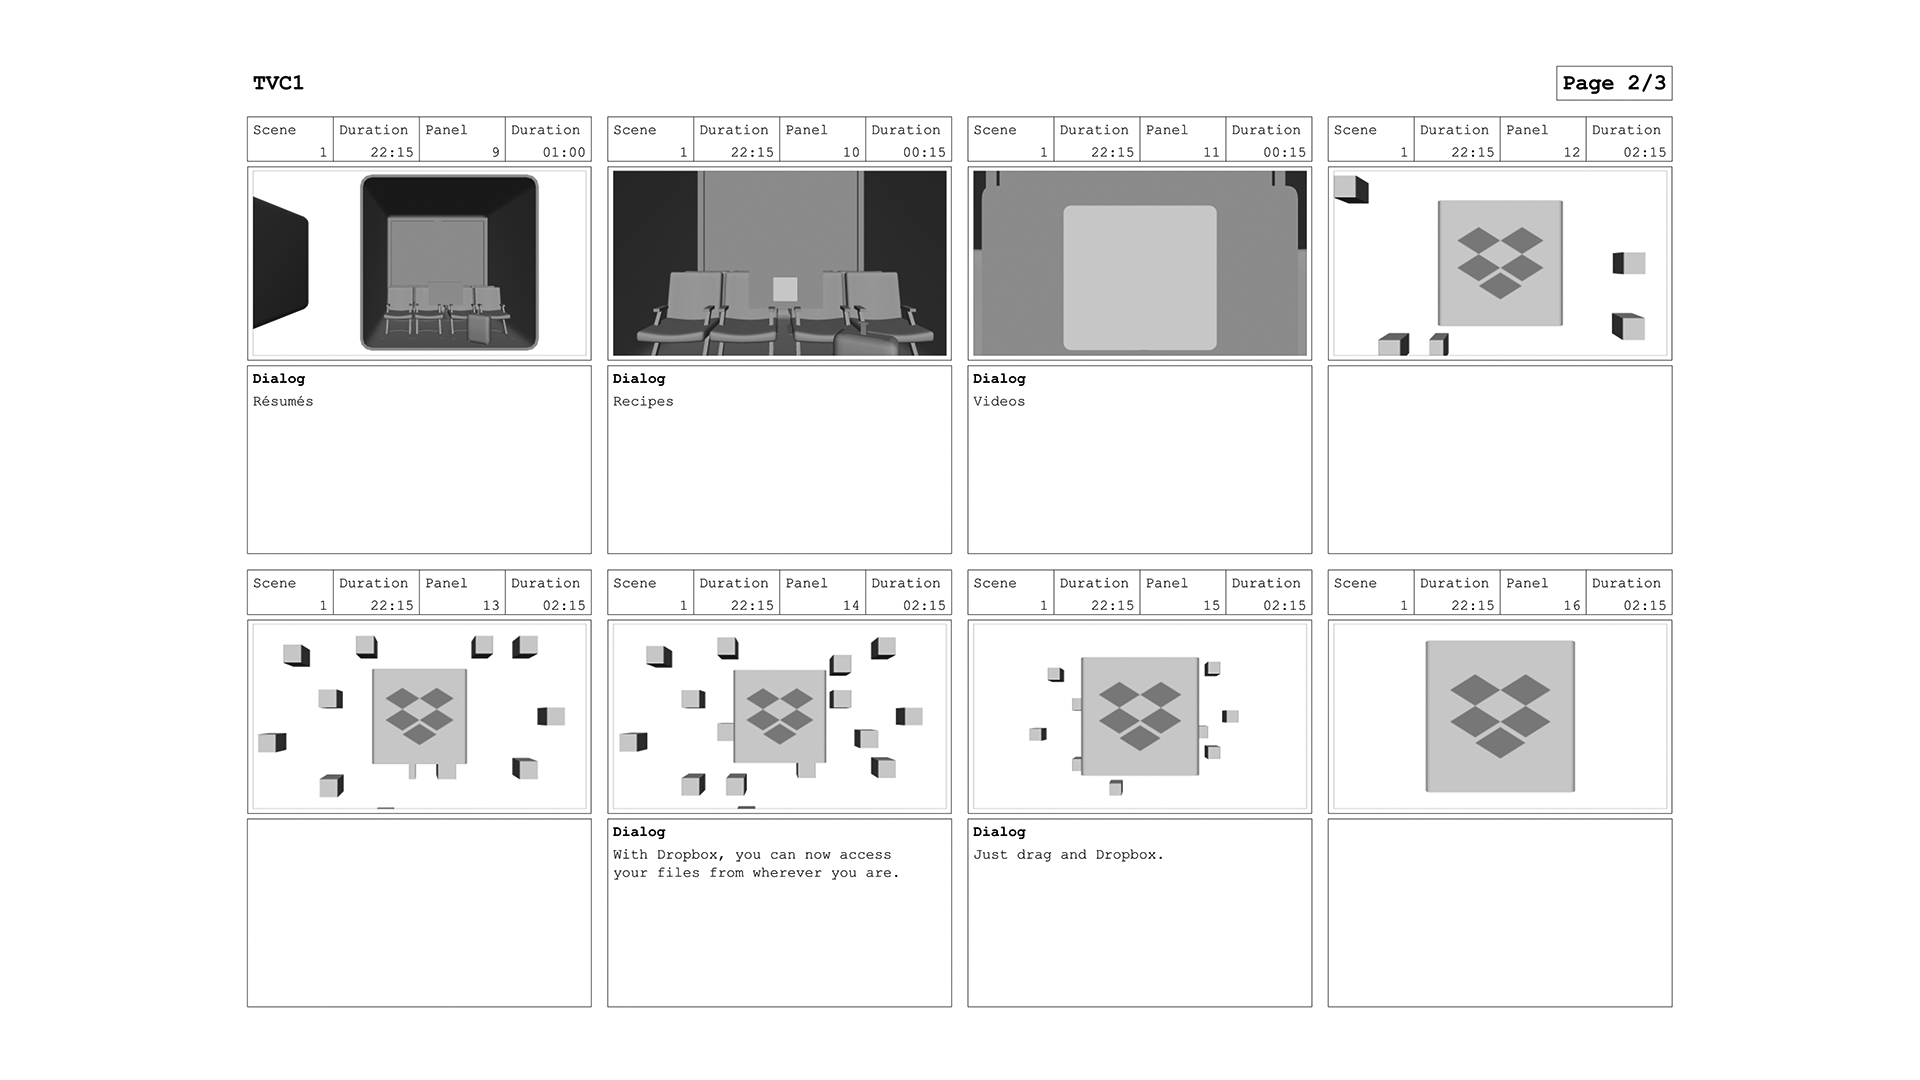 TVC1
Page 2/3
Scene Duration Panel Duration
1 22:15 9 01:00
Scene Duration Panel Duration
1 22:15 10 00:15
Scene Duration Panel Duration
1 22:15 11 00:15
Scene Duration Panel Duration
1 22:15 12 02:15
Dialog
Résumés
Dialog
Recipes
Dialog
Videos
Scene Duration Panel Duration
1 22:15 13 02:15
Scene Duration Panel Duration
1 22:15 14 02:15
Scene Duration Panel Duration
1 22:15 15 02:15
Scene Duration Panel Duration
1 22:15 16 02:15
Dialog
With Dropbox, you can now access
your files from wherever you are.
Dialog
Just drag and Dropbox.